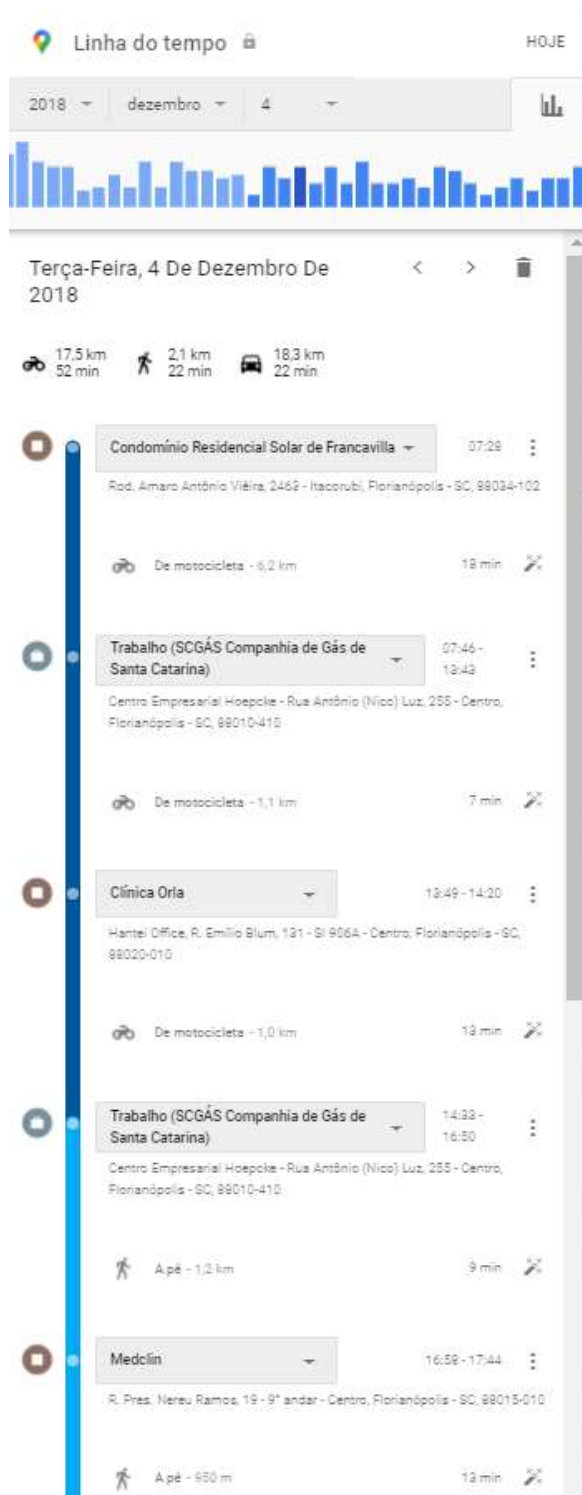 Linha do tempo
HOJE
2018 dezembro 4
Terça-Feira, 4 De Dezembro De
2018
17,5 km
52 min
2,1 km
22 min
18,3 km
22 min
Condomínio Residencial Solar de Francavilla
07:28
Rod. Amaro Antônio Viêira, 2463 - Itacorubi, Florianópolis - SC, 88034-102
De motocicleta - 6,2 km
18 min
Trabalho (SCGÁS Companhia de Gás de
Santa Catarina)
07:46 -
13:43
Centro Empresarial Hoepcke - Rua Antônio (Nico) Luz, 255 - Centro,
Florianópolis - SC, 88010-410
De motocicleta - 1,1 km
7 min
Clínica Orla
13:49 - 14:20
Hantei Office, R. Emílio Blum, 131 - Sl 906A - Centro, Florianópolis - SC,
88020-010
De motocicleta - 1,0 km
13 min
Trabalho (SCGÁS Companhia de Gás de
Santa Catarina)
14:33 -
16:50
Centro Empresarial Hoepcke - Rua Antônio (Nico) Luz, 255 - Centro,
Florianópolis - SC, 88010-410
A pé - 1,2 km
9 min
Medclin
16:58 - 17:44
R. Pres. Nereu Ramos, 19 - 9° andar - Centro, Florianópolis - SC, 88015-010
A pé - 950 m
13 min